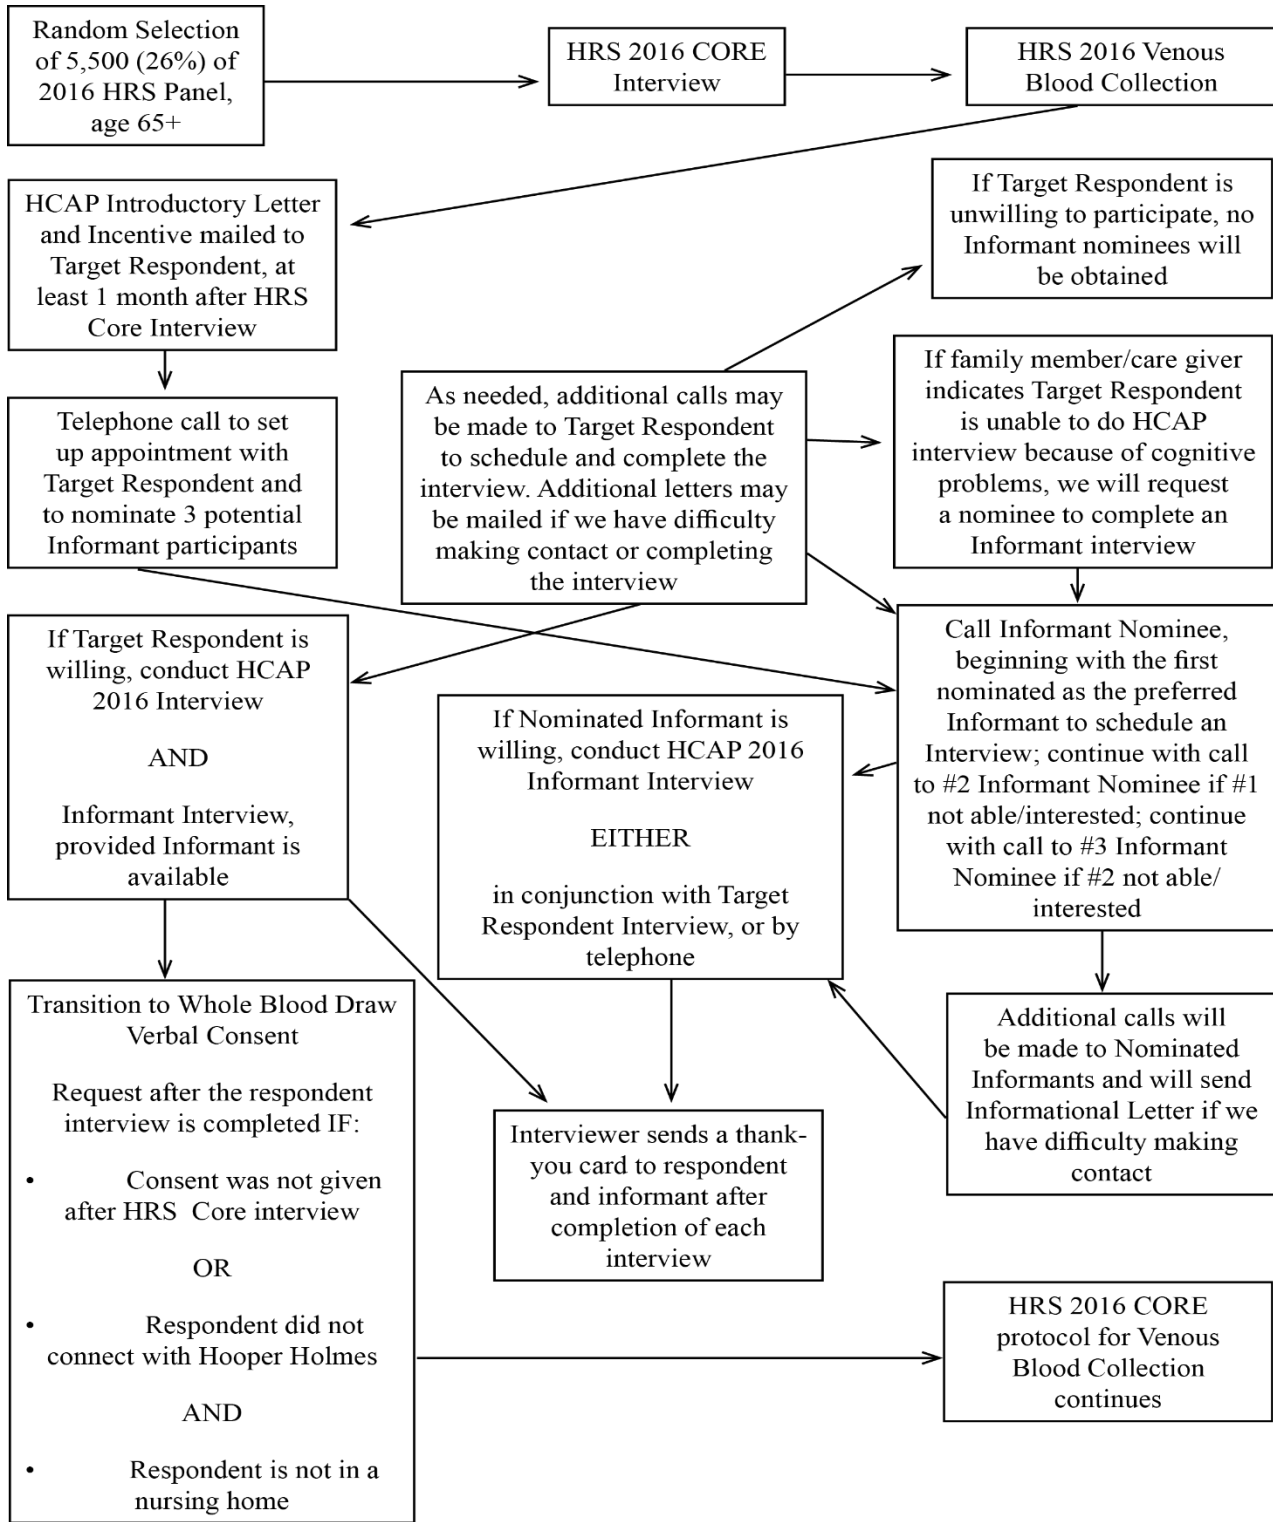 Random Selection
of 5,500 (26%) of
2016 HRS Panel,
age 65+
HRS 2016 CORE
Interview
HRS 2016 Venous
Blood Collection
HCAP Introductory Letter
and Incentive mailed to
Target Respondent, at
least 1 month after HRS
Core Interview
If Target Respondent is
unwilling to participate, no
Informant nominees will
be obtained
Telephone call to set
up appointment with
Target Respondent and
to nominate 3 potential
Informant participants
As needed, additional calls may
be made to Target Respondent
to schedule and complete the
interview. Additional letters may
be mailed if we have difficulty
making contact or completing
the interview
If family member/care giver
indicates Target Respondent
is unable to do HCAP
interview because of cognitive
problems, we will request
a nominee to complete an
Informant interview
If Target Respondent is
willing, conduct HCAP
2016 Interview
AND
Informant Interview,
provided Informant is
available
If Nominated Informant is
willing, conduct HCAP 2016
Informant Interview
EITHER
in conjunction with Target
Respondent Interview, or by
telephone
Call Informant Nominee,
beginning with the first
nominated as the preferred
Informant to schedule an
Interview; continue with call
to #2 Informant Nominee if #1
not able/interested; continue
with call to #3 Informant
Nominee if #2 not able/
interested
Transition to Whole Blood Draw
Verbal Consent
Request after the respondent
interview is completed IF:
• Consent was not given
after HRS Core interview
OR
• Respondent did not
connect with Hooper Holmes
AND
• Respondent is not in a
nursing home
Interviewer sends a thank-
you card to respondent
and informant after
completion of each
interview
Additional calls will
be made to Nominated
Informants and will send
Informational Letter if we
have difficulty making
contact
HRS 2016 CORE
protocol for Venous
Blood Collection
continues